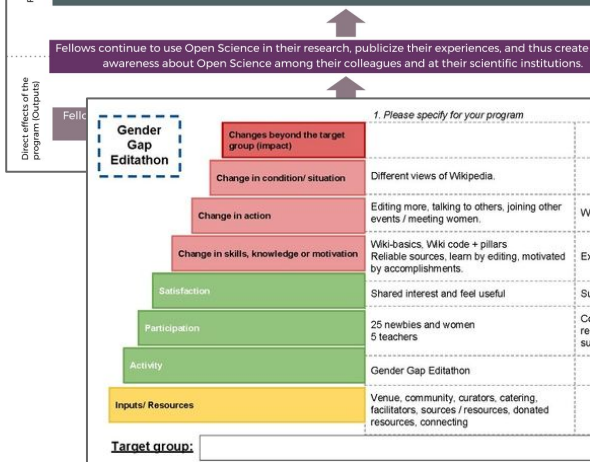 Fellows continue to use Open Science in their research, publicize their experiences, and thus create
awareness about Open Science among their colleagues and at their scientific institutions.
Direct effects of the
program (Outputs)
Gender
Gap
Editathon
1. Please specify for your program
Changes beyond the target
group (impact)
Change in condition/ situation
Different views of Wikipedia.
Change in action
Editing more, talking to others, joining other
events / meeting women.
Change in skills, knowledge or motivation
Wiki-basics, Wiki code + pillars
Reliable sources, learn by editing, motivated
by accomplishments.
Satisfaction
Shared interest and feel useful
Participation
25 newbies and women
5 teachers
Activity
Gender Gap Editathon
Inputs/ Resources
Venue, community, curators, catering,
facilitators, sources / resources, donated
resources, connecting
Target group: